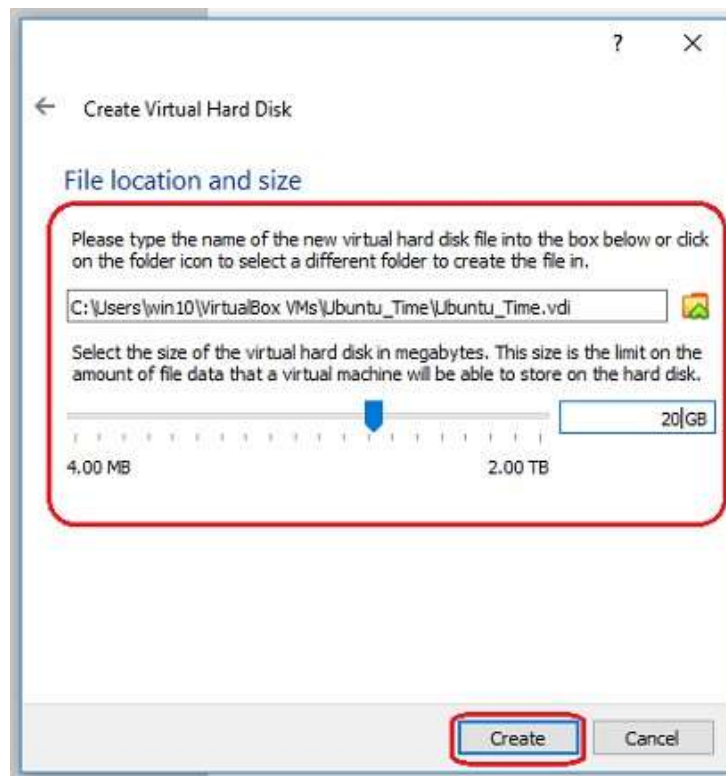 ?
Create Virtual Hard Disk
File location and size
Please type the name of the new virtual hard disk file into the box below or click
on the folder icon to select a different folder to create the file in.
C:\Users\win10\VirtualBox VMs\Ubuntu_Time\Ubuntu_Time.vdi
Select the size of the virtual hard disk in megabytes. This size is the limit on the
amount of file data that a virtual machine will be able to store on the hard disk.
20 GB
4.00 MB 2.00 TB
Create Cancel